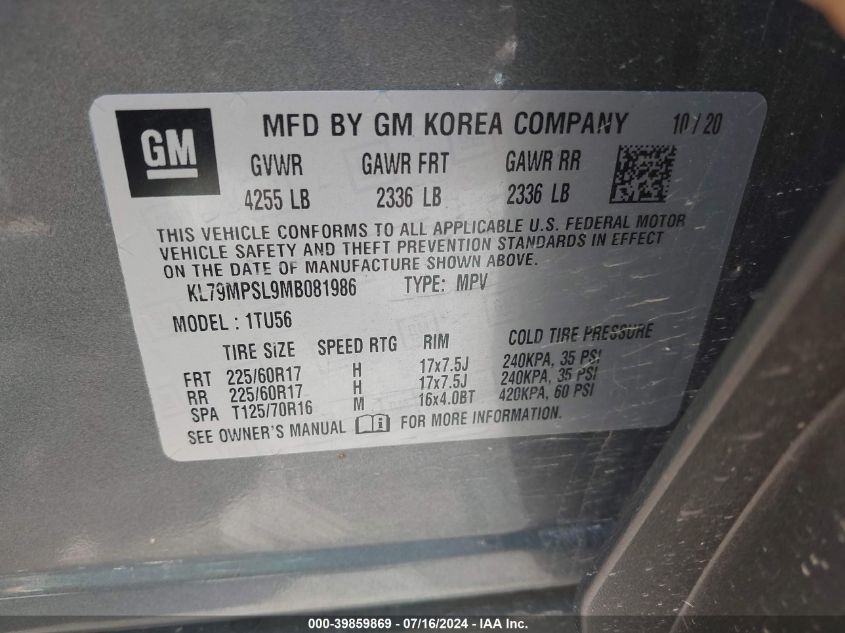 GM MFD BY GM KOREA COMPANY 10/20
GVWR GAWR FRT GAWR RR
4255 LB 2336 LB 2336 LB
THIS VEHICLE CONFORMS TO ALL APPLICABLE U.S. FEDERAL MOTOR
VEHICLE SAFETY AND THEFT PREVENTION STANDARDS IN EFFECT
ON THE DATE OF MANUFACTURE SHOWN ABOVE.
KL79MPSL9MB081986 TYPE: MPV
MODEL : 1TU56
TIRE SIZE SPEED RTG RIM COLD TIRE PRESSURE
FRT 225/60R17 H 17x7.5J 240KPA, 35 PSI
RR 225/60R17 H 17x7.5J 240KPA, 35 PSI
SPA T125/70R16 M 16x4.0BT 420KPA, 60 PSI
SEE OWNER'S MANUAL FOR MORE INFORMATION.
000-39859869 - 07/16/2024 - IAA Inc.